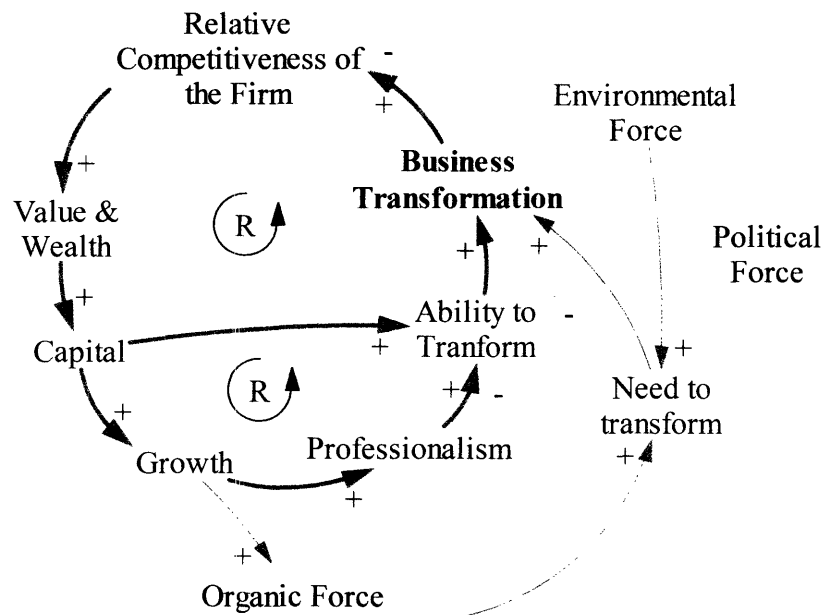 Relative
Competitiveness of
the Firm
-
+
Environmental
Force
Business
Transformation
+
Value &
Wealth
R
+
+
Political
Force
+
Capital
Ability to
Tranform
-
+
+
R
Need to
transform
+
+
-
Growth
Professionalism
+
+
+
Organic Force